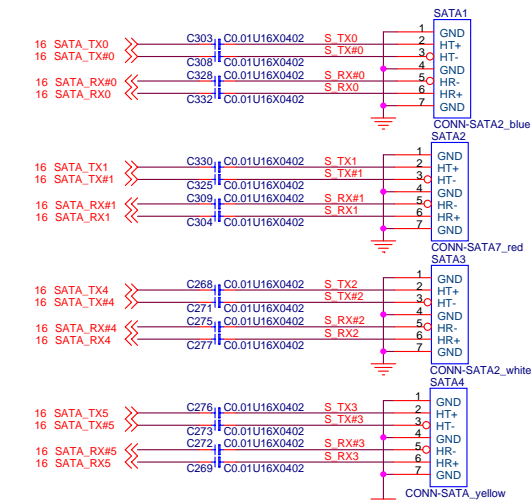 SATA1
16 SATA_TX0 C303 C0.01U16X0402 S_TX0 1 GND
16 SATA_TX#0 C308 C0.01U16X0402 S_TX#0 2 HT+
3 HT-
4 GND
16 SATA_RX#0 C328 C0.01U16X0402 S_RX#0 5 HR-
16 SATA_RX0 C332 C0.01U16X0402 S_RX0 6 HR+
7 GND
CONN-SATA2_blue
SATA2
16 SATA_TX1 C330 C0.01U16X0402 S_TX1 1 GND
16 SATA_TX#1 C325 C0.01U16X0402 S_TX#1 2 HT+
3 HT-
4 GND
16 SATA_RX#1 C309 C0.01U16X0402 S_RX#1 5 HR-
16 SATA_RX1 C304 C0.01U16X0402 S_RX1 6 HR+
7 GND
CONN-SATA7_red
SATA3
16 SATA_TX4 C268 C0.01U16X0402 S_TX2 1 GND
16 SATA_TX#4 C271 C0.01U16X0402 S_TX#2 2 HT+
3 HT-
4 GND
16 SATA_RX#4 C275 C0.01U16X0402 S_RX#2 5 HR-
16 SATA_RX4 C277 C0.01U16X0402 S_RX2 6 HR+
7 GND
CONN-SATA2_white
SATA4
16 SATA_TX5 C276 C0.01U16X0402 S_TX3 1 GND
16 SATA_TX#5 C273 C0.01U16X0402 S_TX#3 2 HT+
3 HT-
4 GND
16 SATA_RX#5 C272 C0.01U16X0402 S_RX#3 5 HR-
16 SATA_RX5 C269 C0.01U16X0402 S_RX3 6 HR+
7 GND
CONN-SATA_yellow